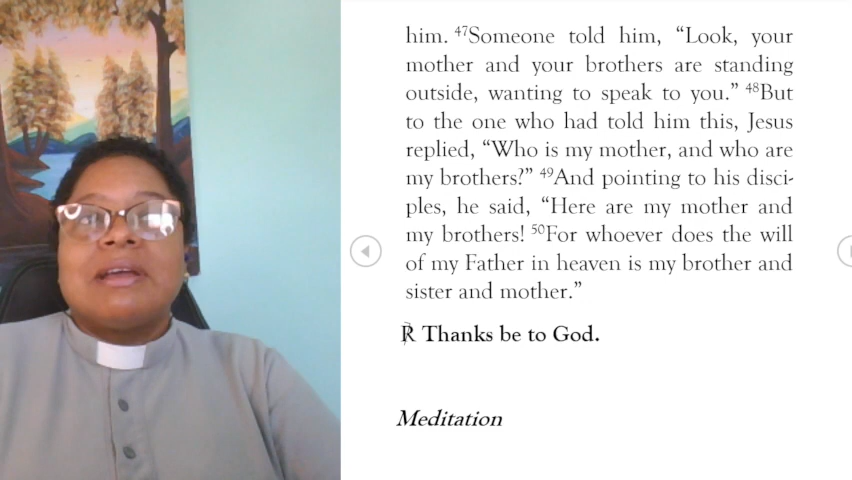 him. ⁴⁷Someone told him, “Look, your
mother and your brothers are standing
outside, wanting to speak to you.” ⁴⁸But
to the one who had told him this, Jesus
replied, “Who is my mother, and who are
my brothers?” ⁴⁹And pointing to his disci-
ples, he said, “Here are my mother and
my brothers! ⁵⁰For whoever does the will
of my Father in heaven is my brother and
sister and mother.”
℟ Thanks be to God.
Meditation